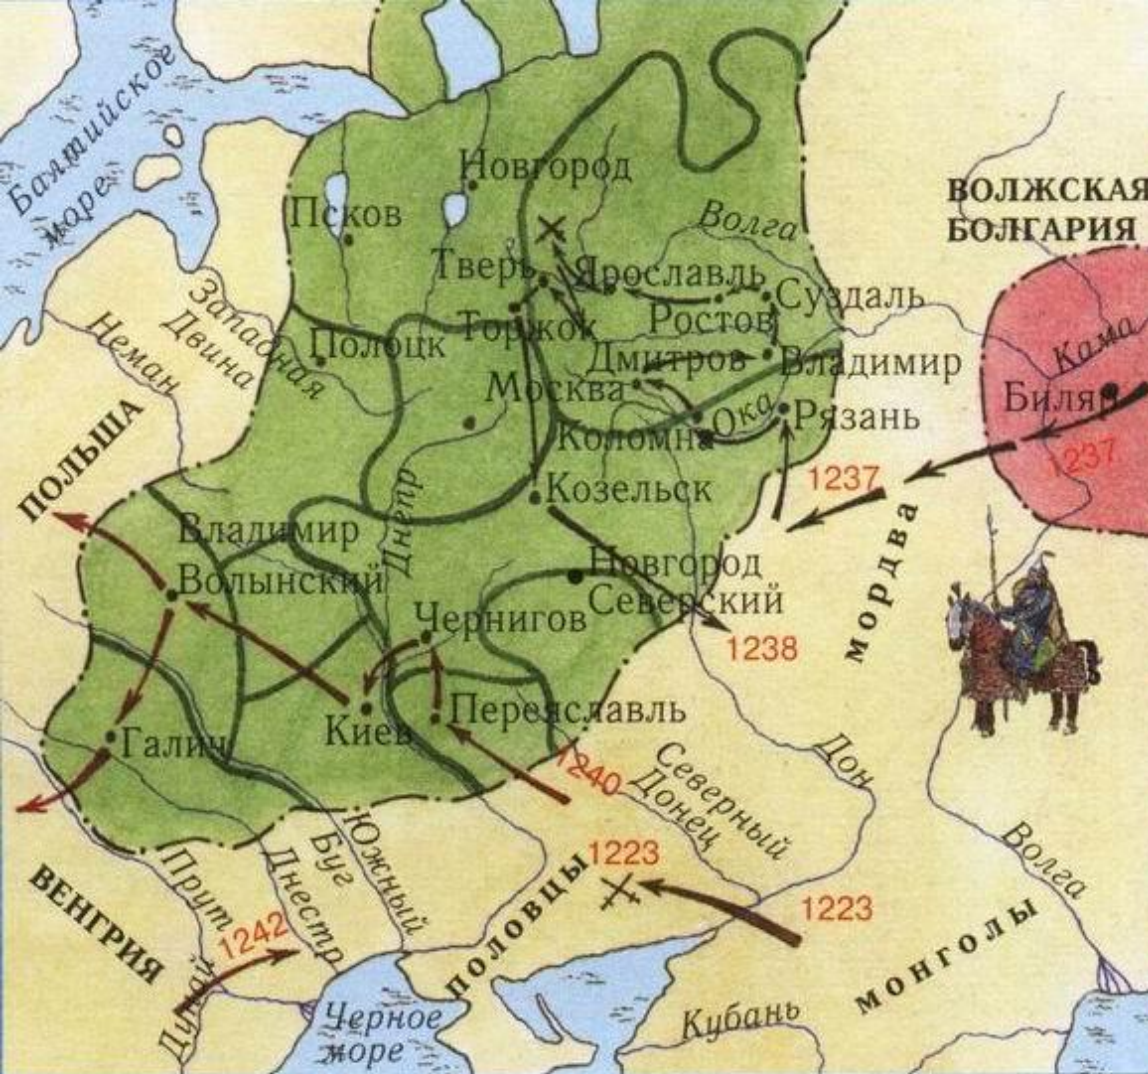 Балтийское
море
Новгород
Псков
Волга
ВОЛЖСКАЯ
БОЛГАРИЯ
Тверь
Ярославль
Суздаль
Западная
Двина
Неман
Торжок
Ростов
Полоцк
Дмитров
Владимир
Кама
Москва
Биляр
Ока
Рязань
Коломна
1237
1237
ПОЛЬША
Козельск
Днепр
МОРДВА
Владимир
Волынский
Новгород
Северский
Чернигов
1238
Киев
Переяславль
Галич
1240
Северный
Донец
Дон
Волга
Южный
Буг
Днестр
Прут
ВЕНГРИЯ
1223
1223
ПОЛОВЦЫ
МОНГОЛЫ
1242
Дунай
Черное
море
Кубань